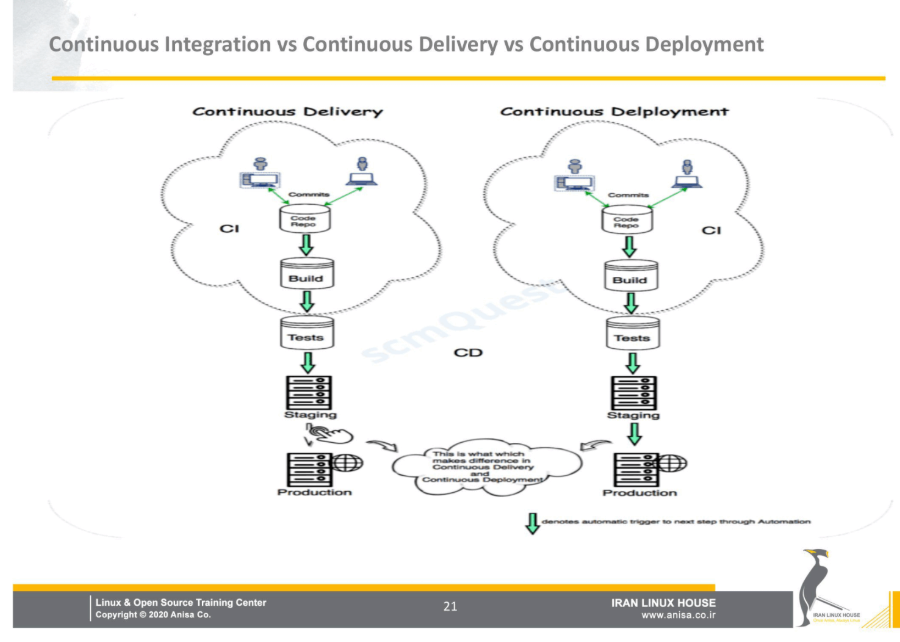 Continuous Integration vs Continuous Delivery vs Continuous Deployment
Continuous Delivery
Commits
Code
Repo
CI
Build
Tests
Staging
Production
Continuous Delployment
Commits
Code
Repo
CI
Build
Tests
Staging
Production
scmQuest
CD
This is what which
makes difference in
Continuous Delivery
and
Continuous Deployment
denotes automatic trigger to next step through Automation
Linux & Open Source Training Center
Copyright © 2020 Anisa Co.
21
IRAN LINUX HOUSE
www.anisa.co.ir
IRAN LINUX HOUSE